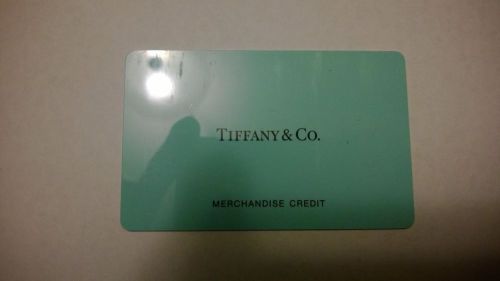 TIFFANY & CO.
MERCHANDISE CREDIT